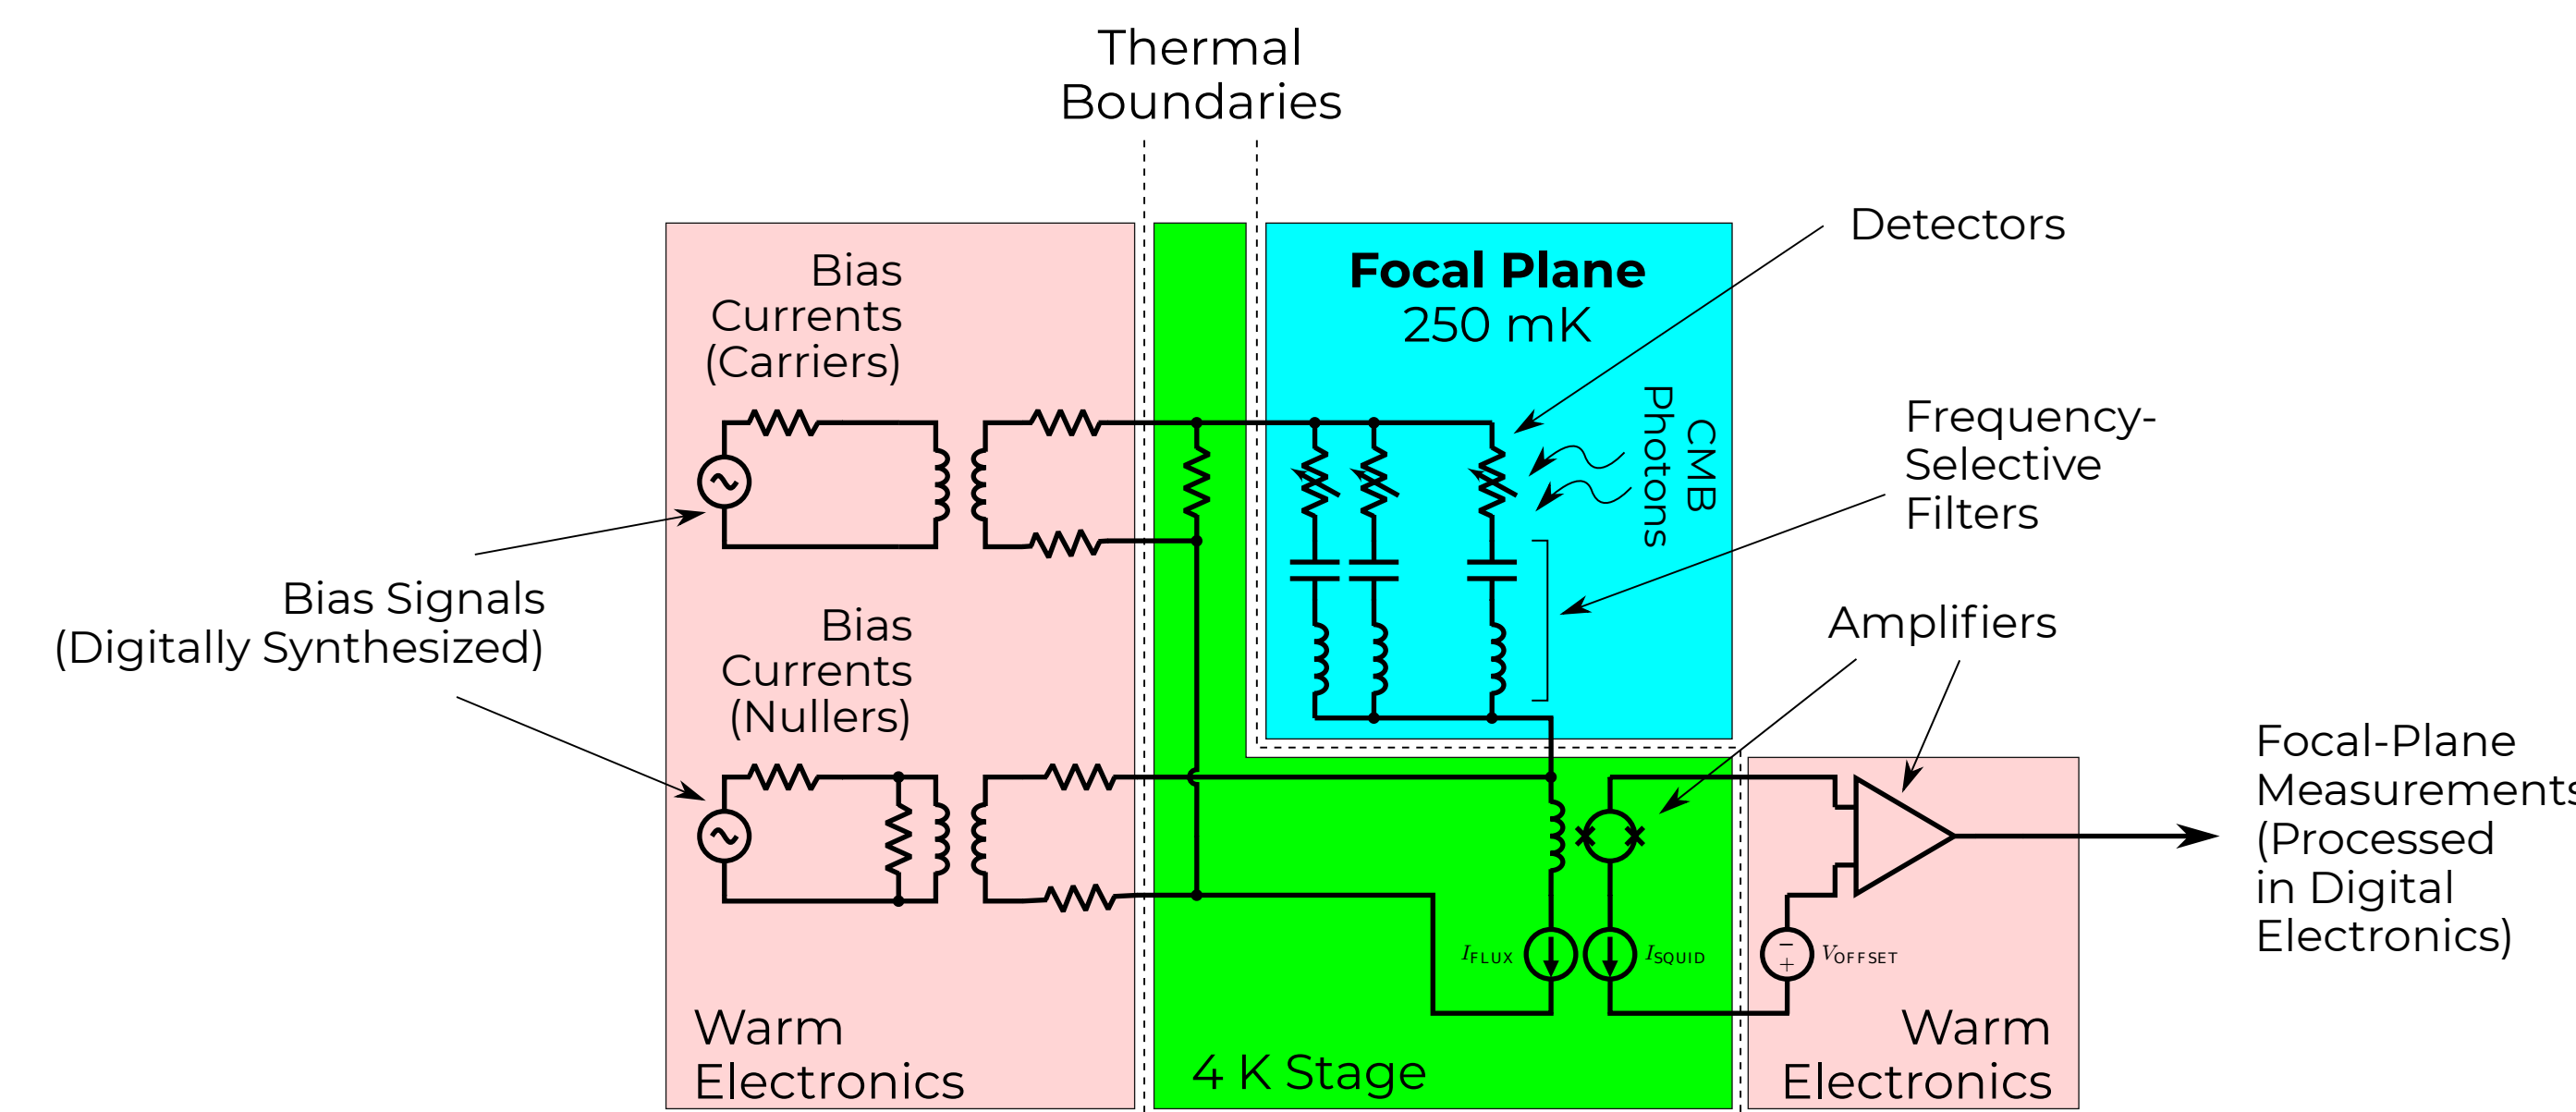 Thermal
Boundaries
Detectors
Bias
Currents
(Carriers)
Focal Plane
250 mK
CMB
Photons
Frequency-
Selective
Filters
Bias Signals
(Digitally Synthesized)
Bias
Currents
(Nullers)
Amplifiers
Focal-Plane
Measurements
(Processed
in Digital
Electronics)
IFLUX
ISQUID
− +
VOFFSET
Warm
Electronics
4 K Stage
Warm
Electronics